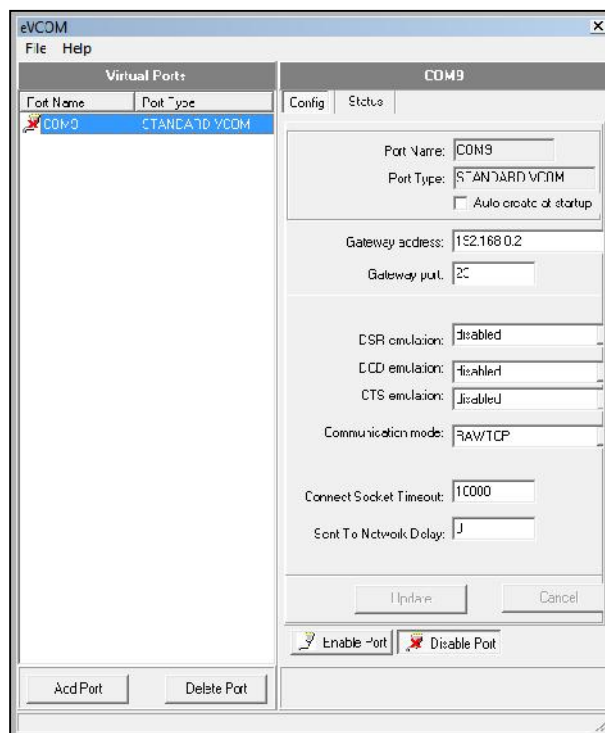 eVCOM
File Help
Virtual Ports
Port Name Port Type
COM9 STANDARD VCOM
COM9
Config Status
Port Name: COM9
Port Type: STANDARD VCOM
Auto create at startup
Gateway address: 192.168.0.2
Gateway port:
DSR emulation: disabled
DCD emulation: disabled
CTS emulation: disabled
Communication mode: RAW TCP
Connect Socket Timeout: 10000
Sent To Network Delay: 0
Update Cancel
Enable Port Disable Port
Add Port Delete Port